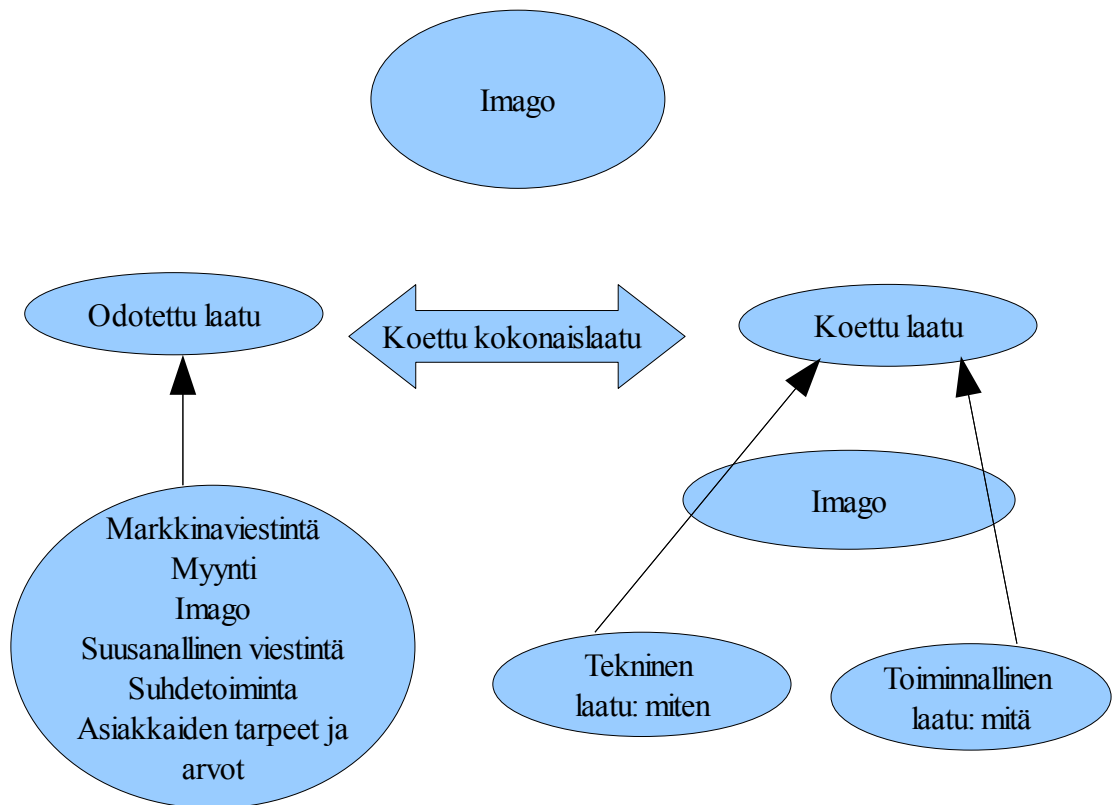 Imago
Odotettu laatu
Koettu kokonaislaatu
Koettu laatu
Markkinaviestintä
Myynti
Imago
Suusanallinen viestintä
Suhdetoiminta
Asiakkaiden tarpeet ja
arvot
Imago
Tekninen
laatu: miten
Toiminnallinen
laatu: mitä